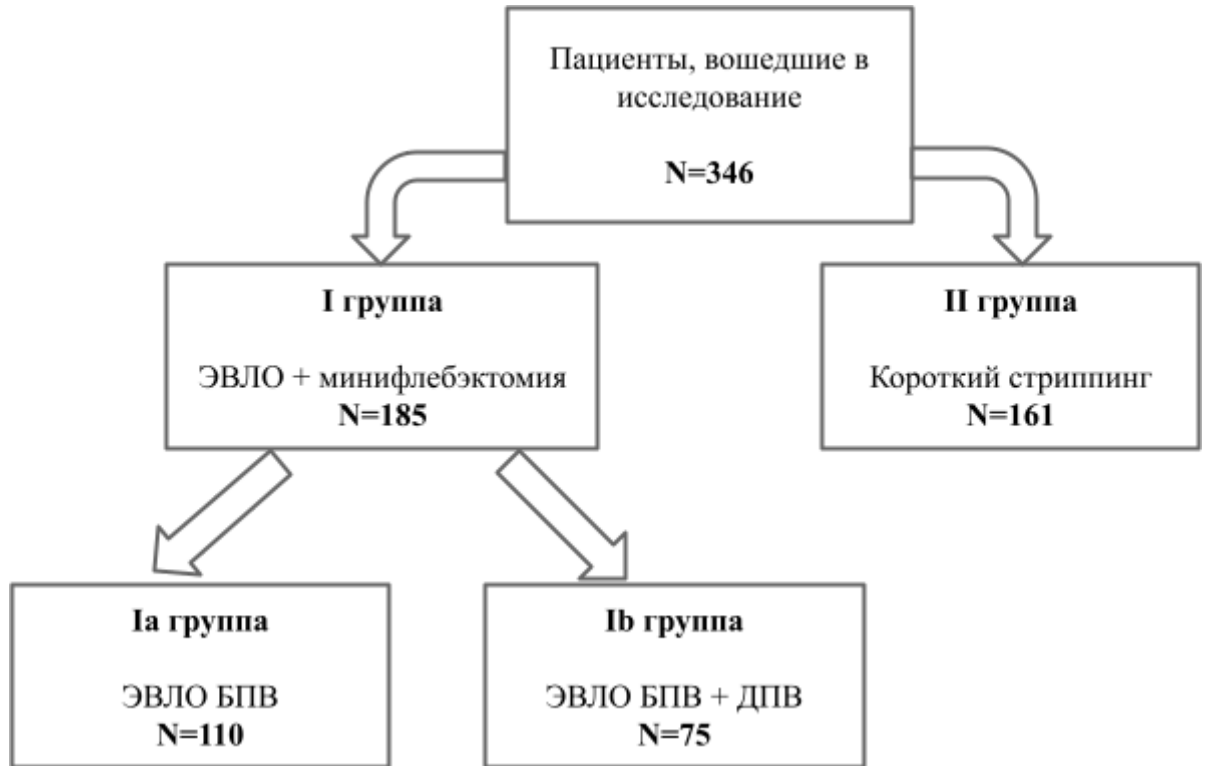 Пациенты, вошедшие в
исследование
N=346
I группа
ЭВЛО + минифлебэктомия
N=185
II группа
Короткий стриппинг
N=161
Ia группа
ЭВЛО БПВ
N=110
Ib группа
ЭВЛО БПВ + ДПВ
N=75